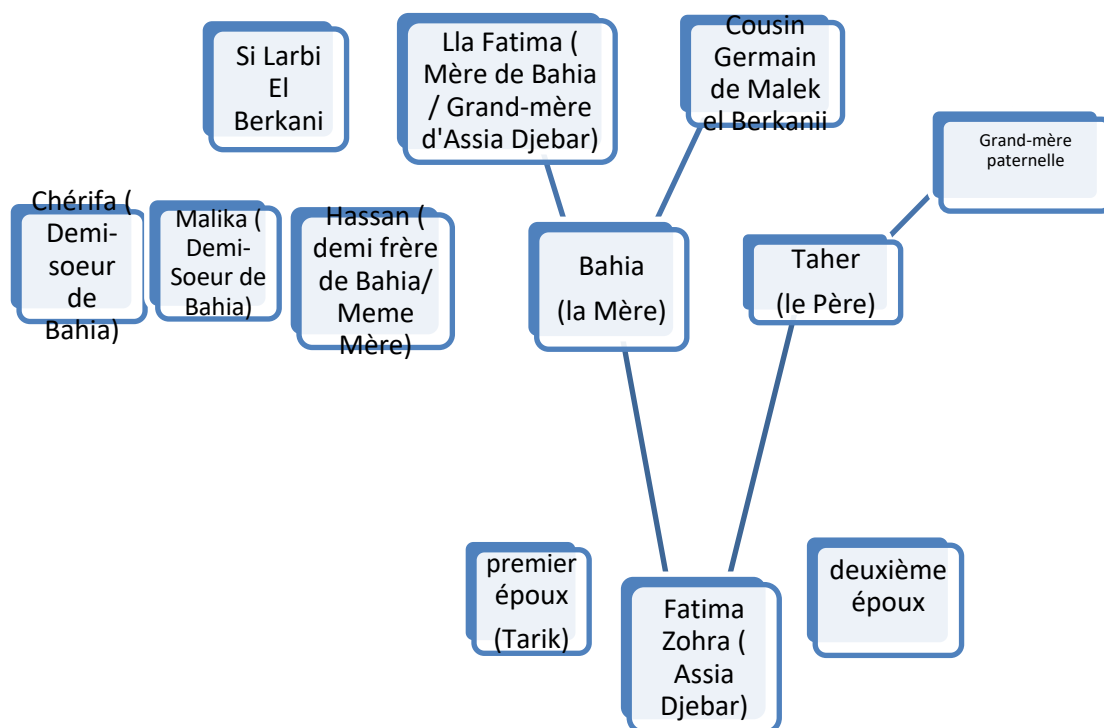 Si Larbi
El
Berkani
Lla Fatima (
Mère de Bahia
/ Grand-mère
d'Assia Djebar)
Cousin
Germain
de Malek
el Berkanii
Grand-mère
paternelle
Chérifa (
Demi-
soeur
de
Bahia)
Malika (
Demi-
Soeur de
Bahia)
Hassan (
demi frère
de Bahia/
Meme
Mère)
Bahia
(la Mère)
Taher
(le Père)
premier
époux
(Tarik)
Fatima
Zohra (
Assia
Djebar)
deuxième
époux